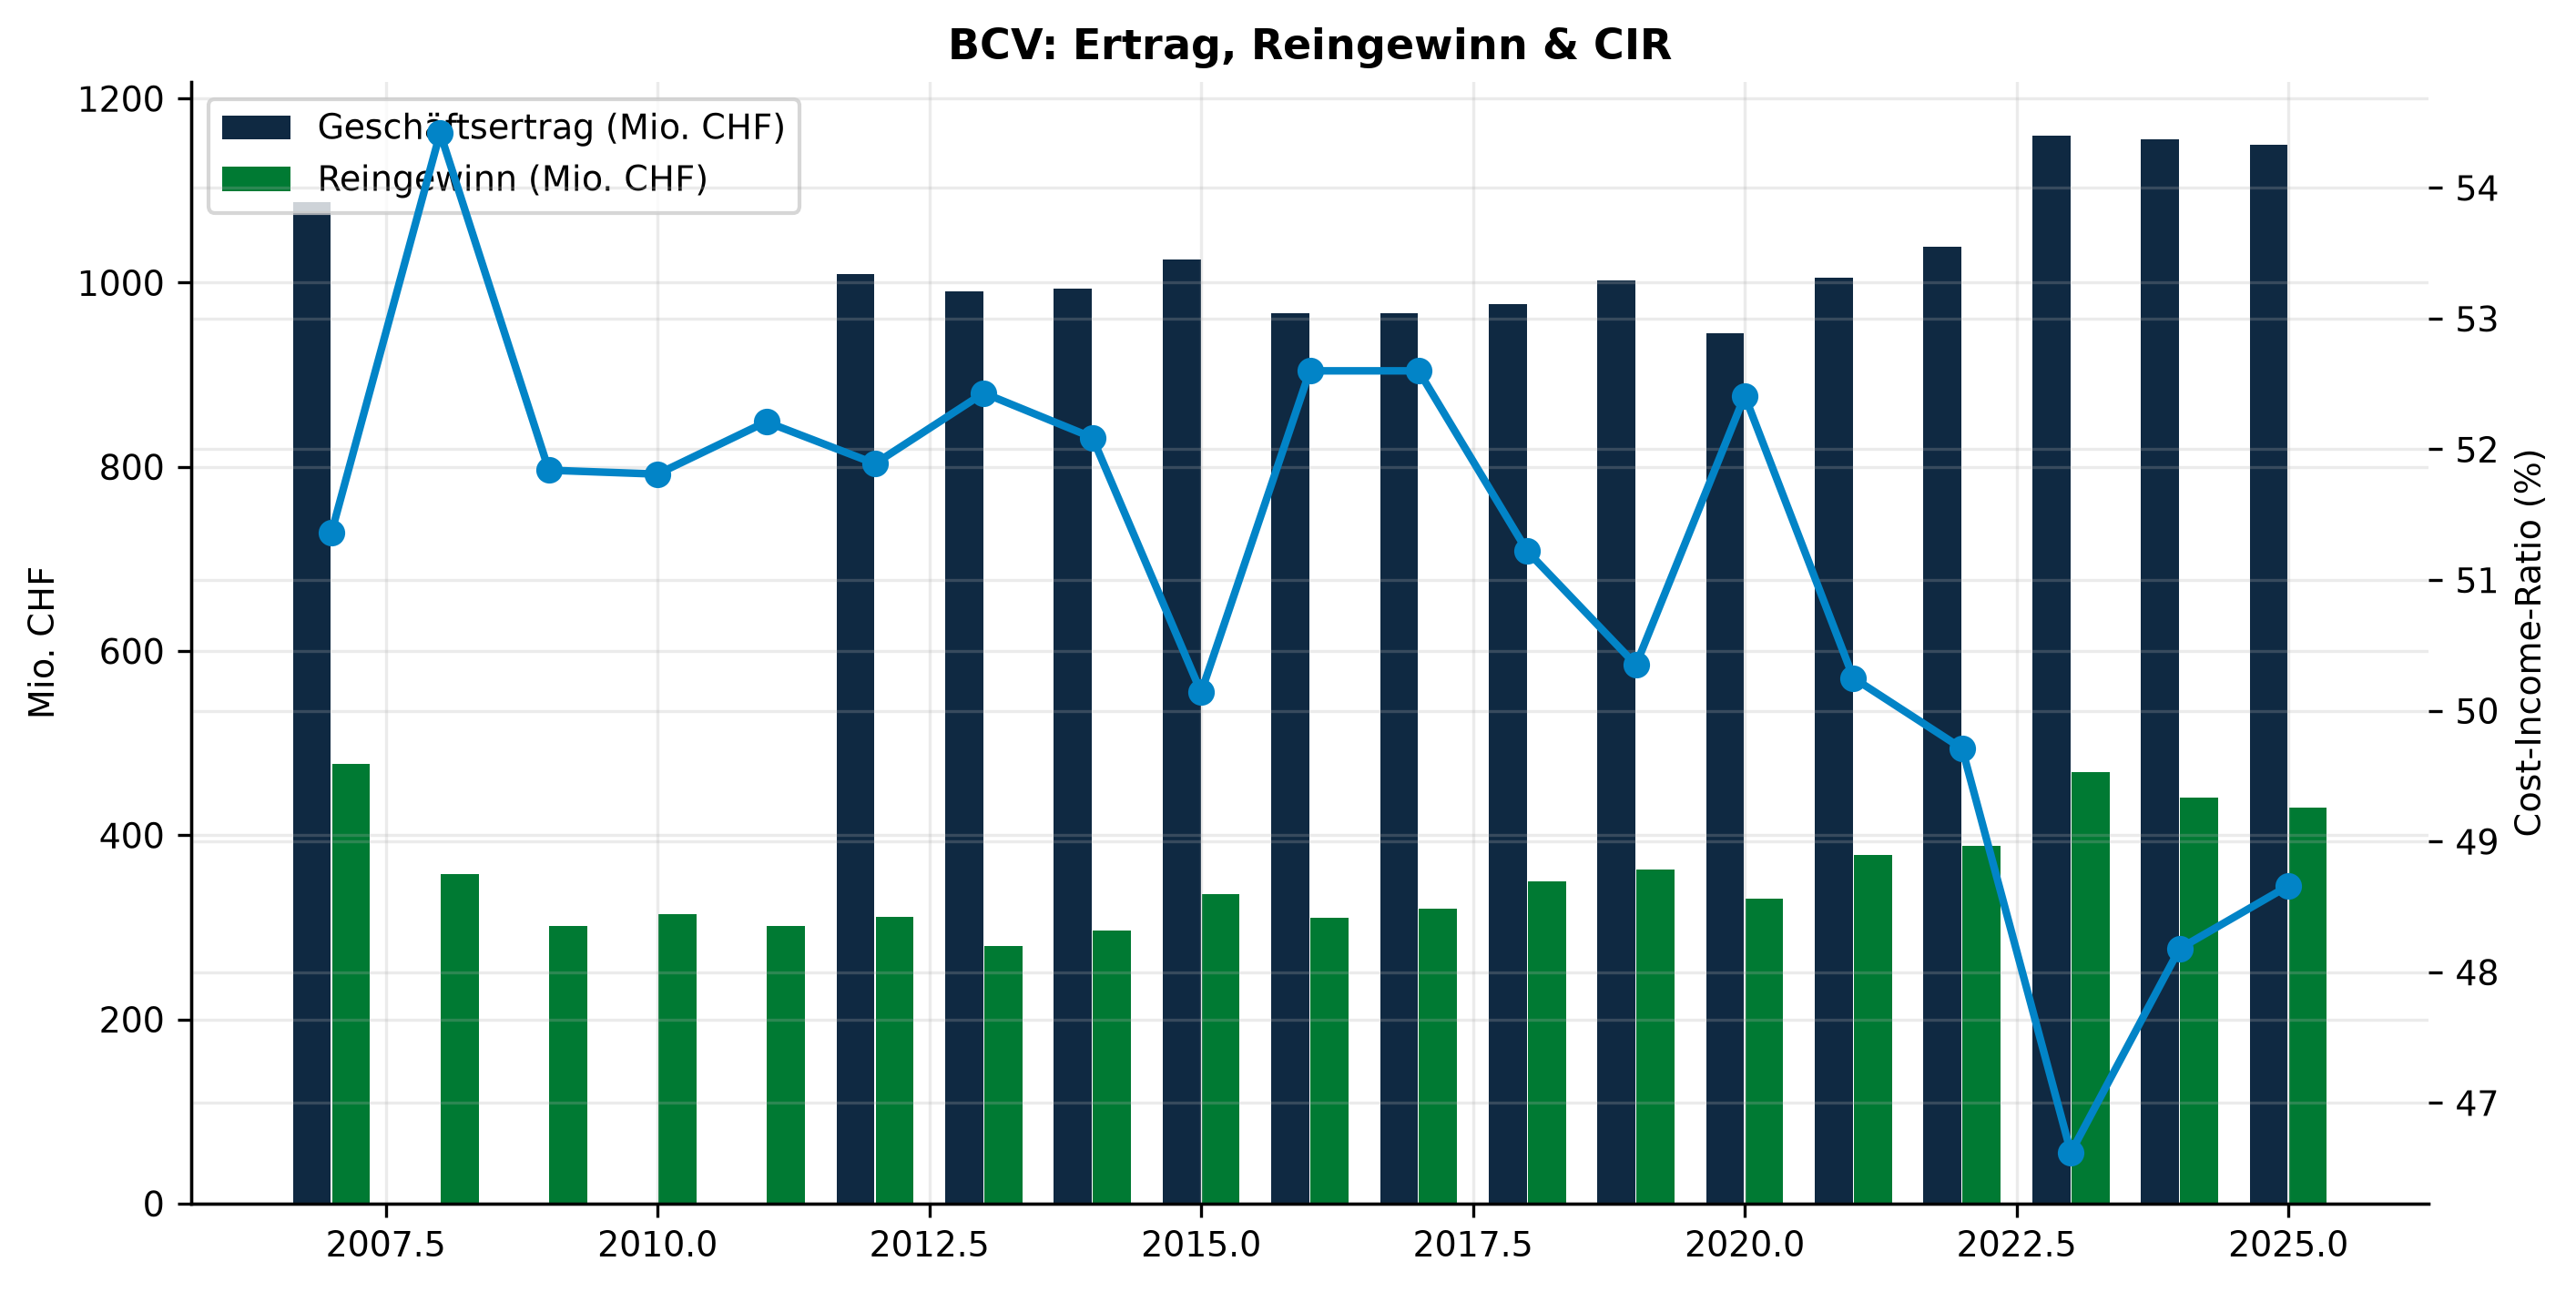 BCV: Ertrag, Reingewinn & CIR
Geschäftsertrag (Mio. CHF)
Reingewinn (Mio. CHF)
Mio. CHF
1200
1000
800
600
400
200
0
54
53
52
51
50
49
48
47
Cost-Income-Ratio (%)
2007.5 2010.0 2012.5 2015.0 2017.5 2020.0 2022.5 2025.0